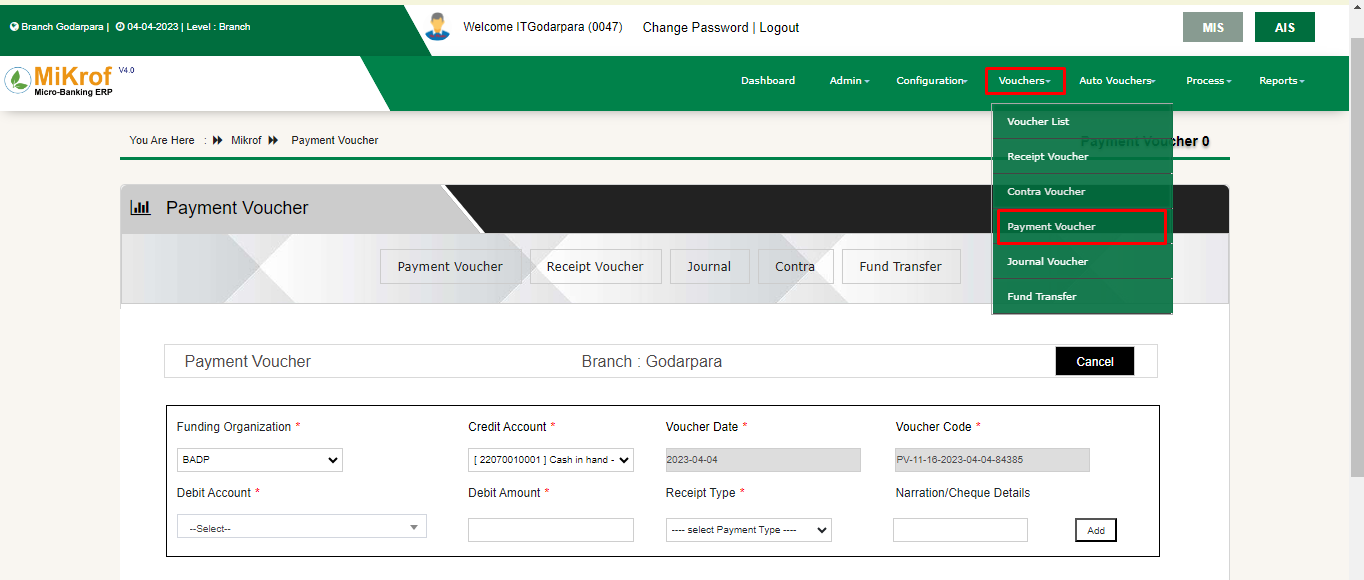 Branch Godarpara | 04-04-2023 | Level : Branch
Welcome ITGodarpara (0047) Change Password | Logout
MIS AIS
MiKrof V4.0
Micro-Banking ERP
Dashboard Admin Configuration Vouchers Auto Vouchers Process Reports
You Are Here : Mikrof Payment Voucher
Payment Voucher 0
Voucher List
Receipt Voucher
Contra Voucher
Payment Voucher
Journal Voucher
Fund Transfer
Payment Voucher
Payment Voucher Receipt Voucher Journal Contra Fund Transfer
Payment Voucher Branch : Godarpara Cancel
Funding Organization * Credit Account * Voucher Date * Voucher Code *
BADP [ 22070010001 ] Cash in hand - 2023-04-04 PV-11-16-2023-04-04-84385
Debit Account * Debit Amount * Receipt Type * Narration/Cheque Details
--Select-- ---- select Payment Type ---- Add